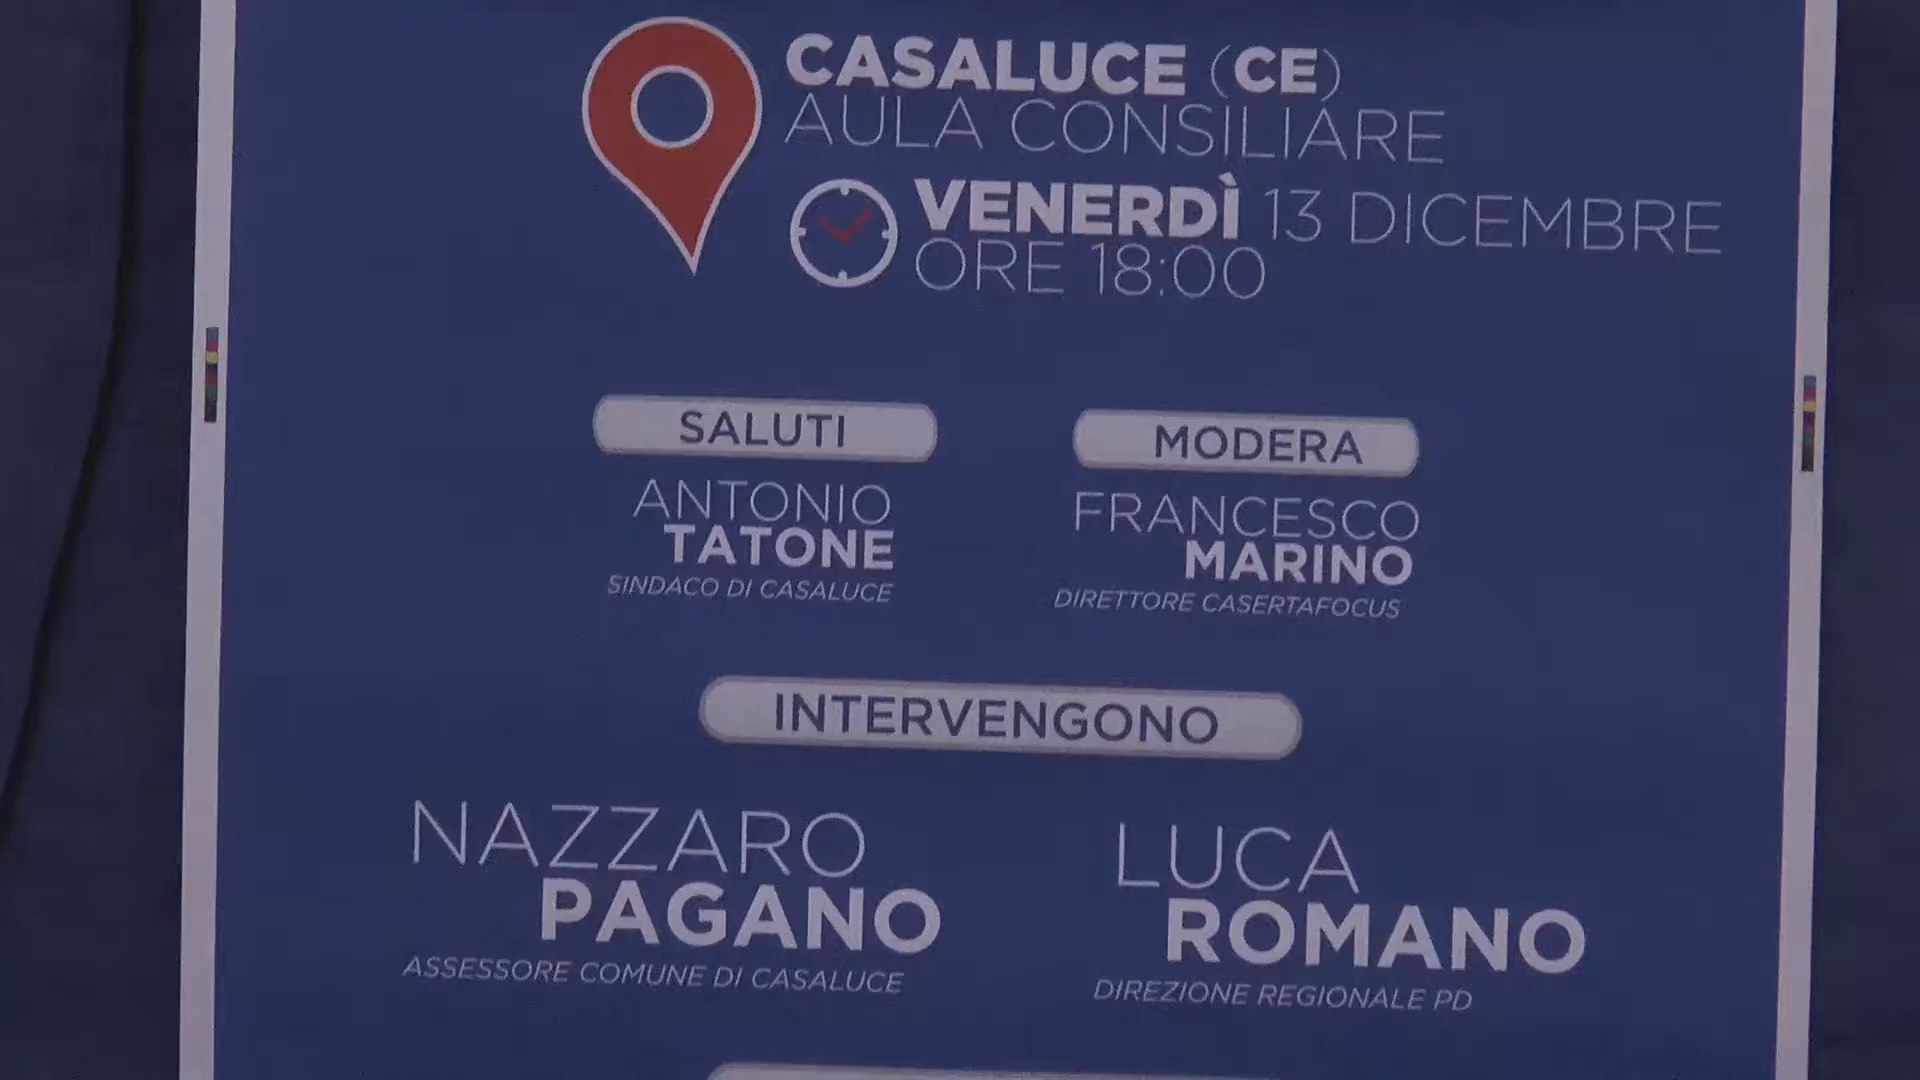 CASALUCE (CE)
AULA CONSILIARE
VENERDÌ 13 DICEMBRE
ORE 18:00
SALUTI
ANTONIO
TATONE
SINDACO DI CASALUCE
MODERA
FRANCESCO
MARINO
DIRETTORE CASERTAFOCUS
INTERVENGONO
NAZZARO
PAGANO
ASSESSORE COMUNE DI CASALUCE
LUCA
ROMANO
DIREZIONE REGIONALE PD